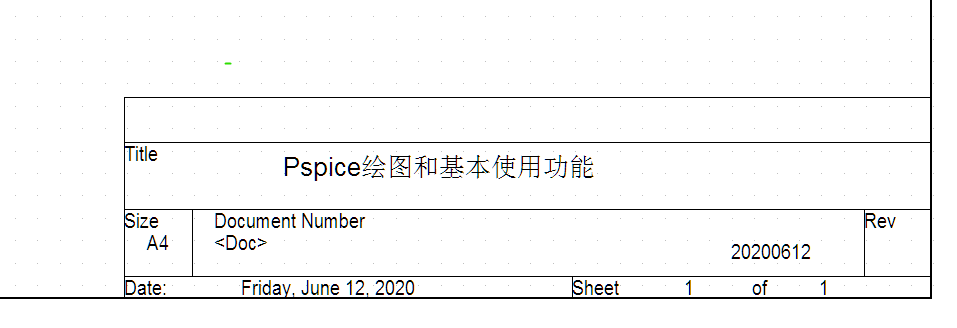 Title
Pspice绘图和基本使用功能
Size
Document Number
Rev
A4
<Doc>
20200612
Date:
Friday, June 12, 2020
Sheet 1 of 1